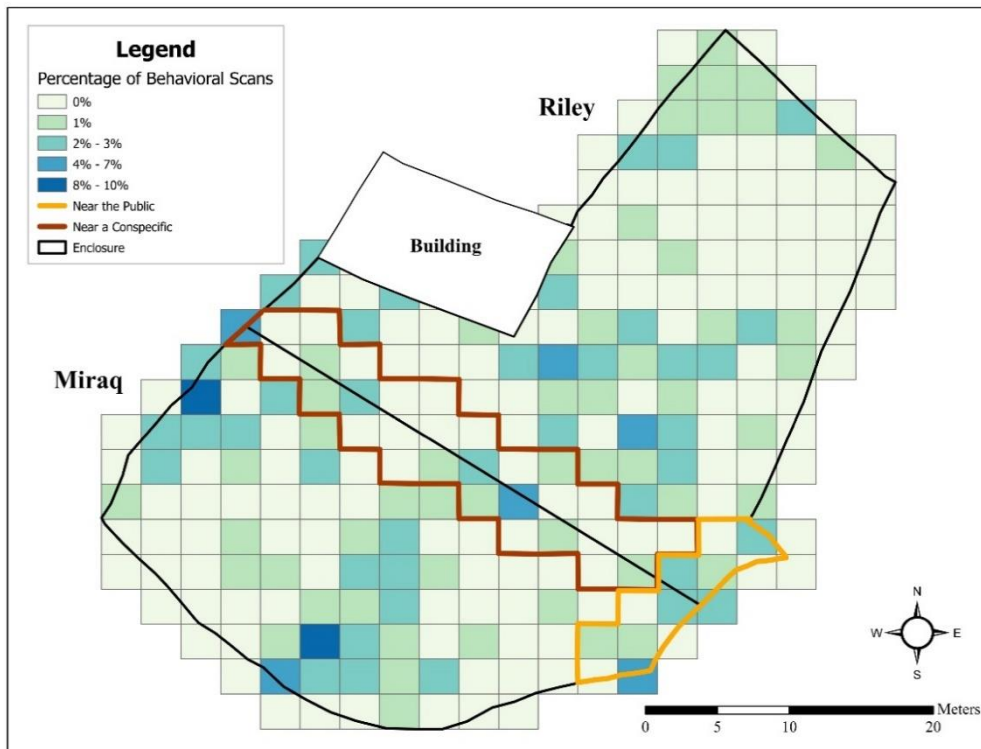 Legend
Percentage of Behavioral Scans
0%
1%
2% - 3%
4% - 7%
8% - 10%
Near the Public
Near a Conspecific
Enclosure
Riley
Building
Miraq
N
W E
S
Meters
0 5 10 20